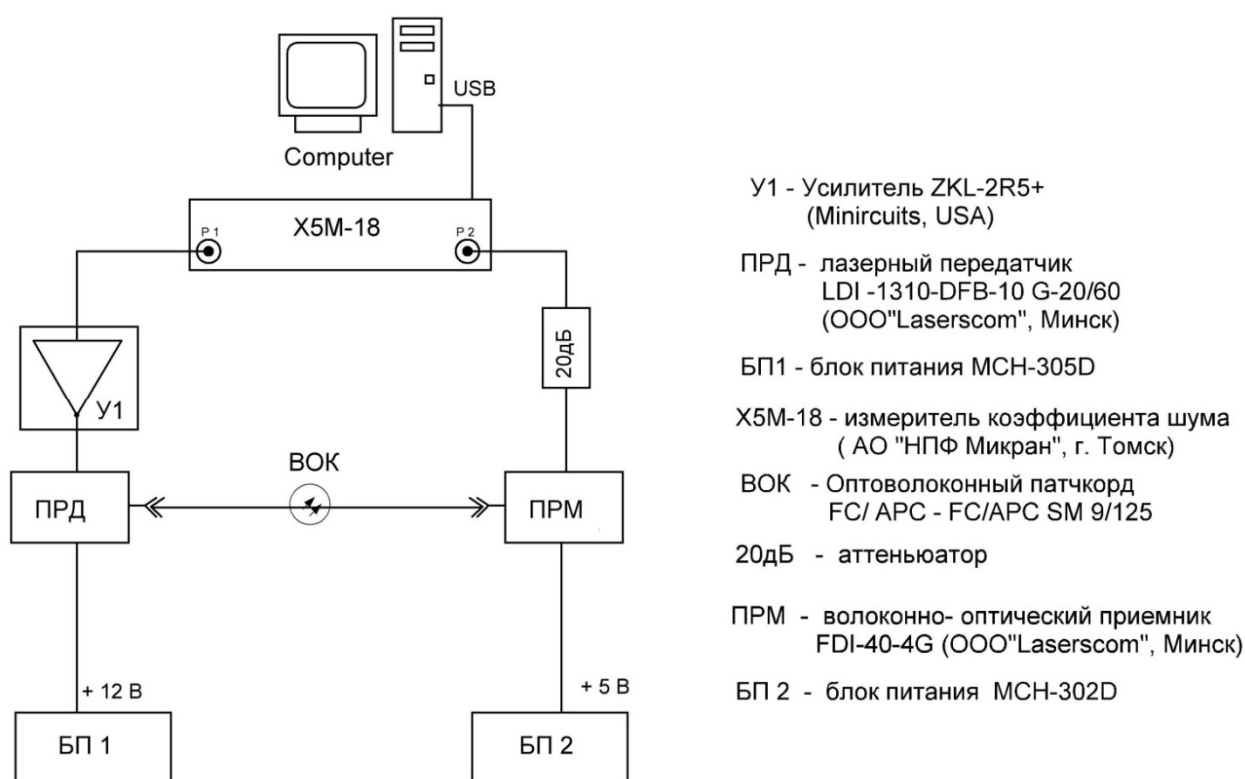 USB
Computer
P 1
X5M-18
P 2
20дБ
У1
ВОК
ПРД
ПРМ
+ 12 В
+ 5 В
БП 1
БП 2
У1 - Усилитель ZKL-2R5+
(Minircuits, USA)
ПРД - лазерный передатчик
LDI -1310-DFB-10 G-20/60
(ООО"Laserscom", Минск)
БП1 - блок питания MCH-305D
X5M-18 - измеритель коэффициента шума
( АО "НПФ Микран", г. Томск)
ВОК - Оптоволоконный патчкорд
FC/ APC - FC/APC SM 9/125
20дБ - аттеньюатор
ПРМ - волоконно- оптический приемник
FDI-40-4G (ООО"Laserscom", Минск)
БП 2 - блок питания MCH-302D